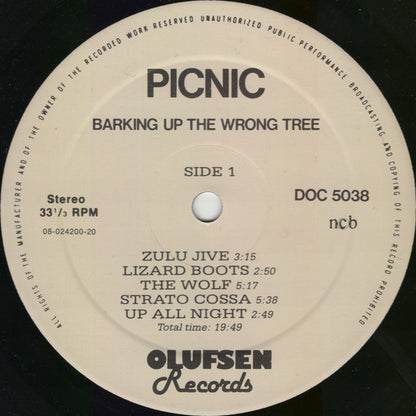 ALL RIGHTS OF THE MANUFACTURER AND OF THE OWNER OF THE RECORDED WORK RESERVED UNAUTHORIZED PUBLIC PERFORMANCE BROADCASTING AND COPYING OF THIS RECORD PROHIBITED
PICNIC
BARKING UP THE WRONG TREE
SIDE 1
Stereo
33 1/3 RPM
08-024200-20
DOC 5038
ncb
ZULU JIVE 3:15
LIZARD BOOTS 2:50
THE WOLF 5:17
STRATO COSSA 5:38
UP ALL NIGHT 2:49
Total time: 19:49
OLUFSEN
Records